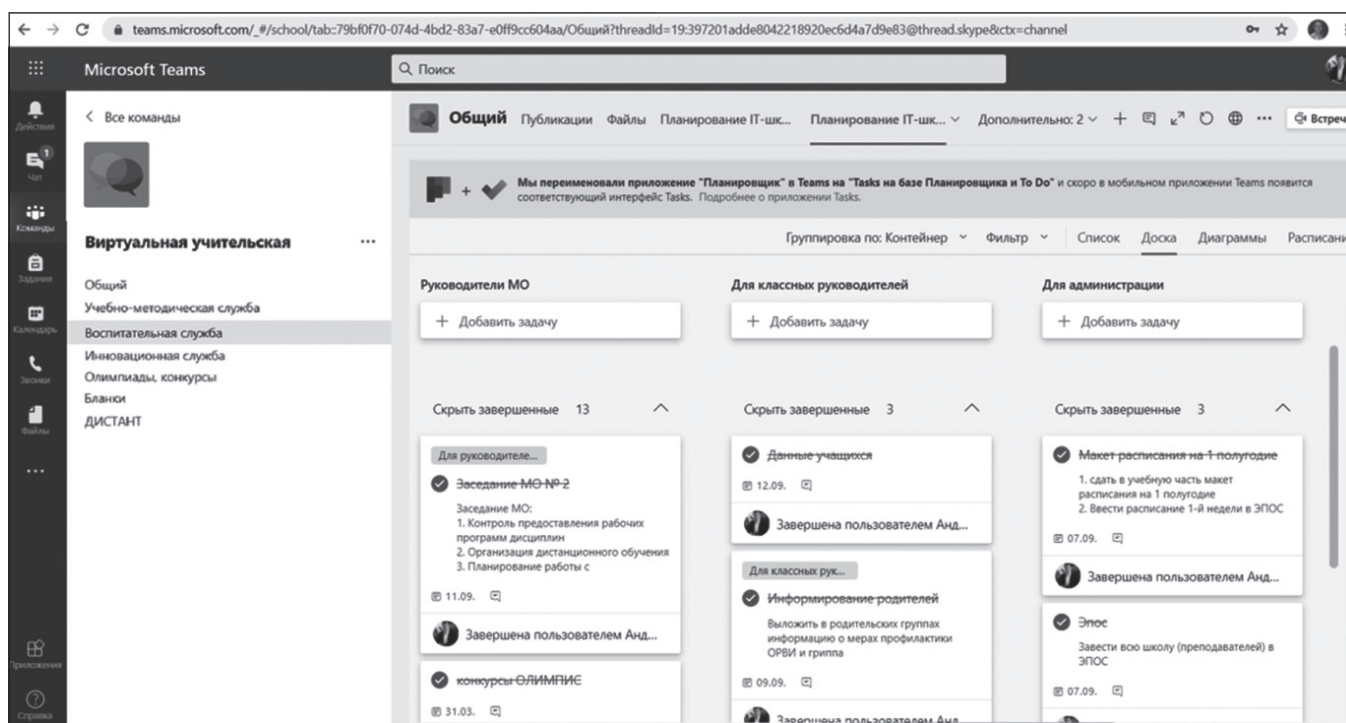 teams.microsoft.com/_#/school/tab::79bf0f70-074d-4bd2-83a7-e0ff9cc604aa/Общий?threadId=19:397201adde8042218920ec6d4a7d9e83@thread.skype&ctx=channel
Microsoft Teams
Поиск
Действия
Чат
1
Команды
Задания
Календарь
Звонки
Файлы
Приложения
Справка
Все команды
Виртуальная учительская
Общий
Учебно-методическая служба
Воспитательная служба
Инновационная служба
Олимпиады, конкурсы
Бланки
ДИСТАНТ
Общий Публикации Файлы Планирование IT-шк... Планирование IT-шк... Дополнительно: 2 Встреч
Мы переименовали приложение "Планировщик" в Teams на "Tasks на базе Планировщика и To Do" и скоро в мобильном приложении Teams появится
соответствующий интерфейс Tasks. Подробнее о приложении Tasks.
Группировка по: Контейнер Фильтр Список Доска Диаграммы Расписани
Руководители МО
+ Добавить задачу
Скрыть завершенные 13
Для руководителе...
Заседание МО № 2
Заседание МО:
1. Контроль предоставления рабочих
программ дисциплин
2. Организация дистанционного обучения
3. Планирование работы с
11.09.
Завершена пользователем Анд...
конкурсы ОЛИМПИС
31.03.
Для классных руководителей
+ Добавить задачу
Скрыть завершенные 3
Данные учащихся
12.09.
Завершена пользователем Анд...
Для классных рук...
Информирование родителей
Выложить в родительских группах
информацию о мерах профилактики
ОРВИ и гриппа
09.09.
Завершена пользователем Анд...
Для администрации
+ Добавить задачу
Скрыть завершенные 3
Макет расписания на 1 полугодие
1. сдать в учебную часть макет
расписания на 1 полугодие
2. Ввести расписание 1-й недели в ЭПОС
07.09.
Завершена пользователем Анд...
Эпос
Завести всю школу (преподавателей) в
ЭПОС
07.09.